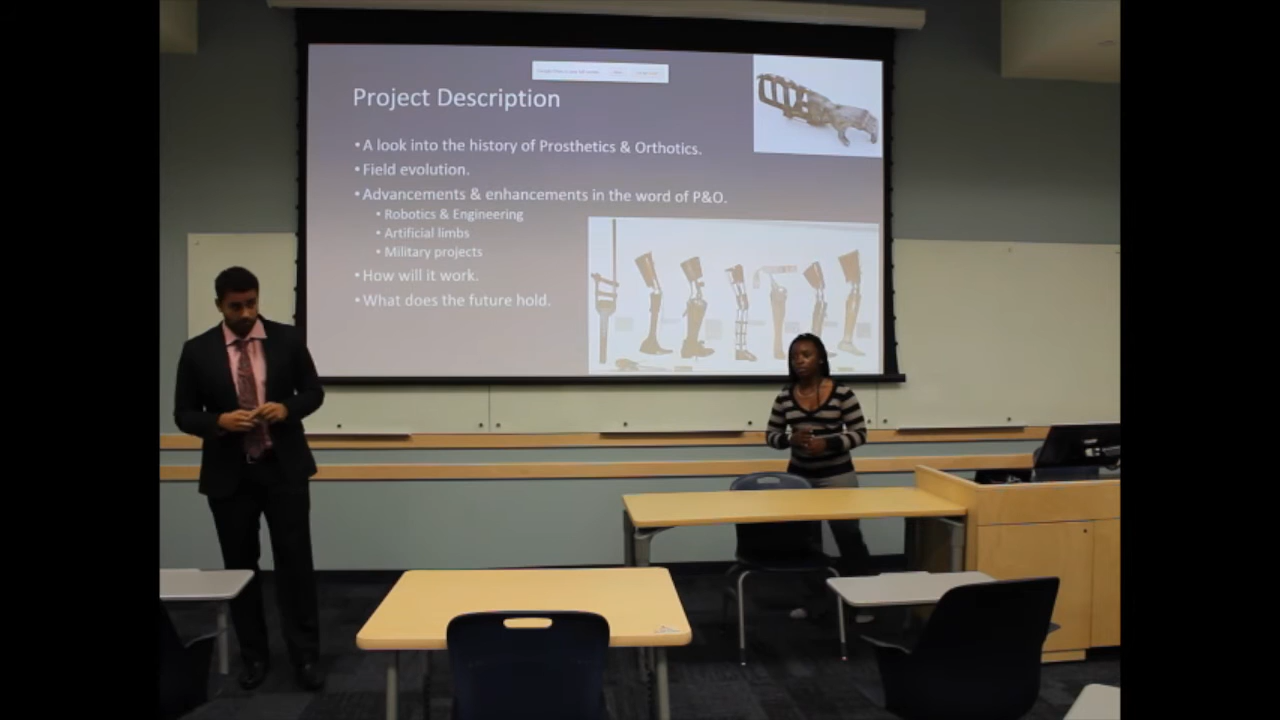 Project Description
• A look into the history of Prosthetics & Orthotics.
• Field evolution.
• Advancements & enhancements in the word of P&O.
• Robotics & Engineering
• Artificial limbs
• Military projects
• How will it work.
• What does the future hold.